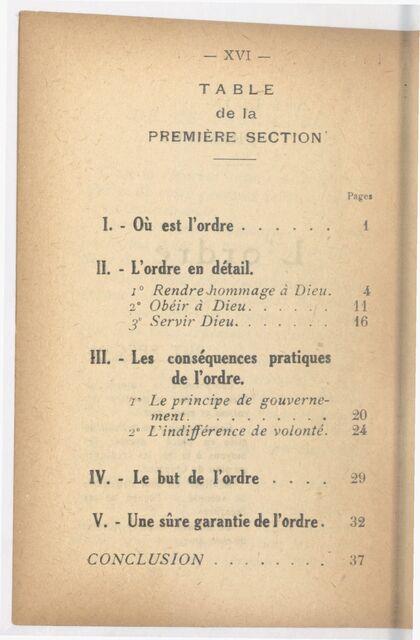 — XVI —
TABLE
de la
PREMIÈRE SECTION
Pages
I. - Où est l'ordre . . . . . . 1
II. - L'ordre en détail.
1° Rendre hommage à Dieu. 4
2° Obéir à Dieu. . . . . . 11
3° Servir Dieu. . . . . . . 16
III. - Les conséquences pratiques
de l'ordre.
1° Le principe de gouverne-
ment. . . . . . . . . . 20
2° L'indifférence de volonté. 24
IV. - Le but de l'ordre . . . . 29
V. - Une sûre garantie de l'ordre. 32
CONCLUSION . . . . . . . . 37